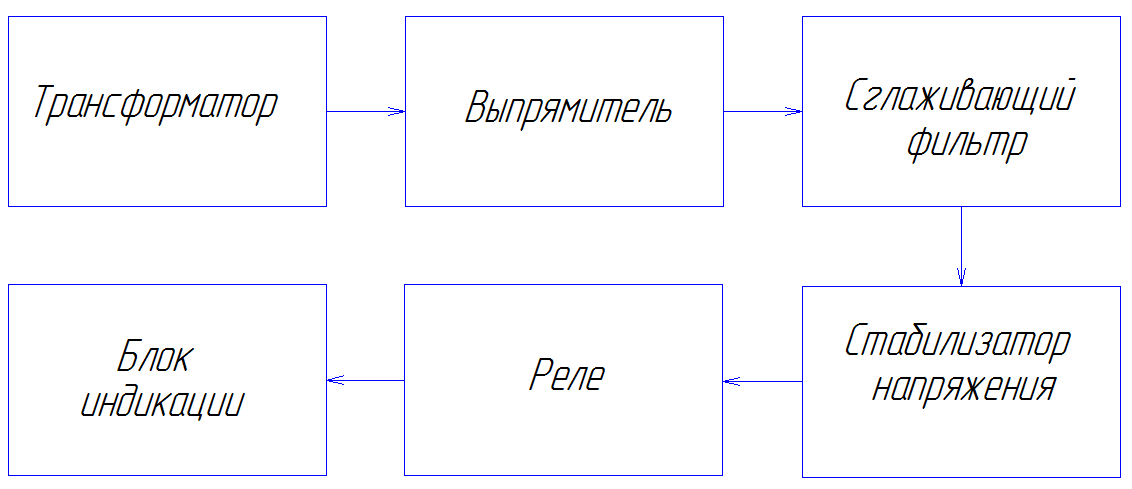 Трансформатор
Выпрямитель
Сглаживающий
фильтр
Стабилизатор
напряжения
Реле
Блок
индикации